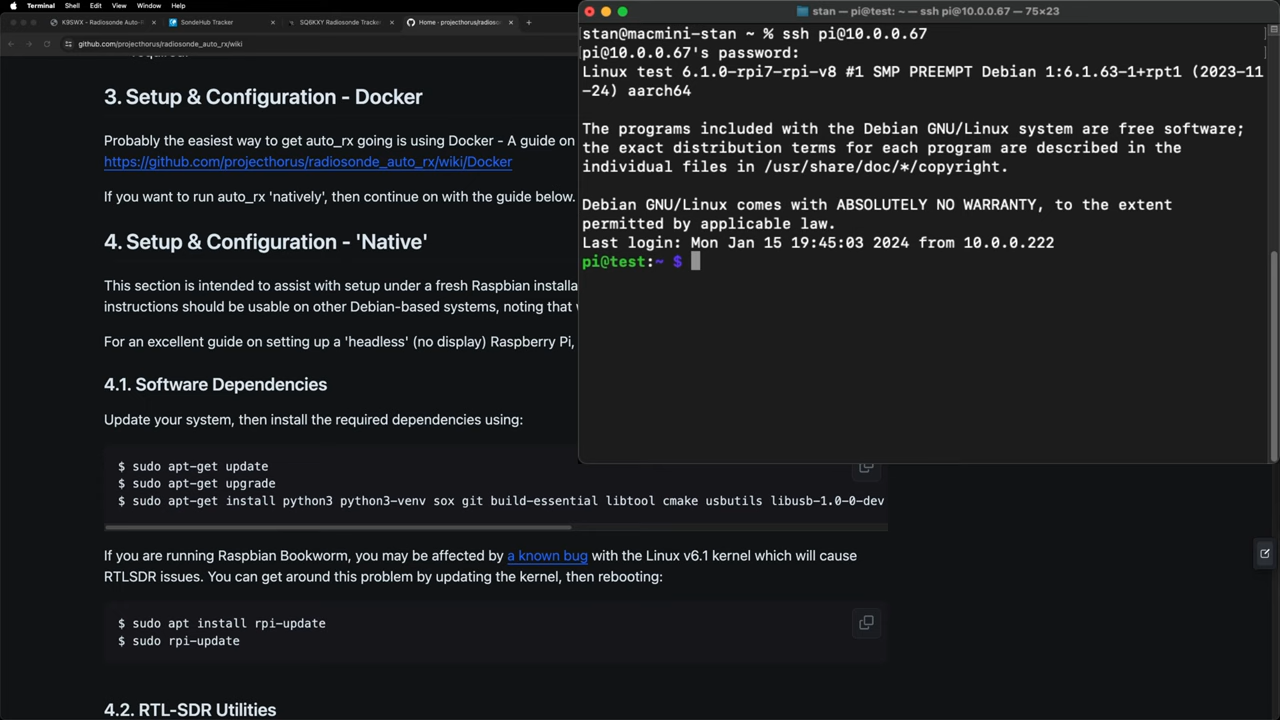 Terminal Shell Edit View Window Help
K9SWX - Radiosonde Auto-R
SondeHub Tracker
SQ6KXY Radiosonde Tracker
Home · projecthorus/radioso
github.com/projecthorus/radiosonde_auto_rx/wiki
3. Setup & Configuration - Docker
Probably the easiest way to get auto_rx going is using Docker - A guide on
https://github.com/projecthorus/radiosonde_auto_rx/wiki/Docker
If you want to run auto_rx 'natively', then continue on with the guide below.
4. Setup & Configuration - 'Native'
This section is intended to assist with setup under a fresh Raspbian installa
instructions should be usable on other Debian-based systems, noting that
For an excellent guide on setting up a 'headless' (no display) Raspberry Pi,
4.1. Software Dependencies
Update your system, then install the required dependencies using:
$ sudo apt-get update
$ sudo apt-get upgrade
$ sudo apt-get install python3 python3-venv sox git build-essential libtool cmake usbutils libusb-1.0-0-dev
If you are running Raspbian Bookworm, you may be affected by a known bug with the Linux v6.1 kernel which will cause
RTLSDR issues. You can get around this problem by updating the kernel, then rebooting:
$ sudo apt install rpi-update
$ sudo rpi-update
4.2. RTL-SDR Utilities
stan — pi@test: ~ — ssh pi@10.0.0.67 — 75×23
stan@macmini-stan ~ % ssh pi@10.0.0.67
pi@10.0.0.67's password:
Linux test 6.1.0-rpi7-rpi-v8 #1 SMP PREEMPT Debian 1:6.1.63-1+rpt1 (2023-11
-24) aarch64
The programs included with the Debian GNU/Linux system are free software;
the exact distribution terms for each program are described in the
individual files in /usr/share/doc/*/copyright.
Debian GNU/Linux comes with ABSOLUTELY NO WARRANTY, to the extent
permitted by applicable law.
Last login: Mon Jan 15 19:45:03 2024 from 10.0.0.222
pi@test:~ $